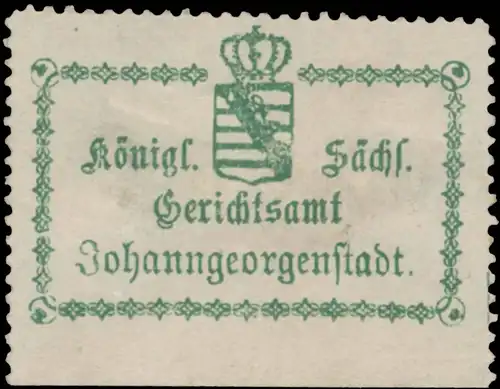 Königl. Sächſ.
Gerichtsamt
Johanngeorgenſtadt.